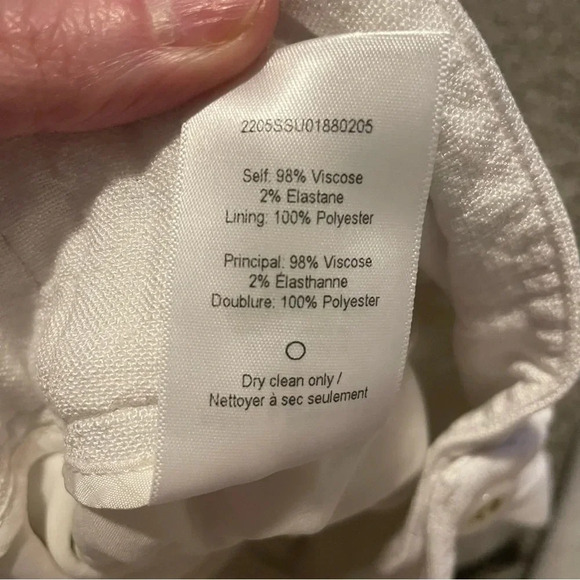 2205SSU01880205
Self: 98% Viscose
2% Elastane
Lining: 100% Polyester
Principal: 98% Viscose
2% Élasthanne
Doublure: 100% Polyester
Dry clean only /
Nettoyer à sec seulement